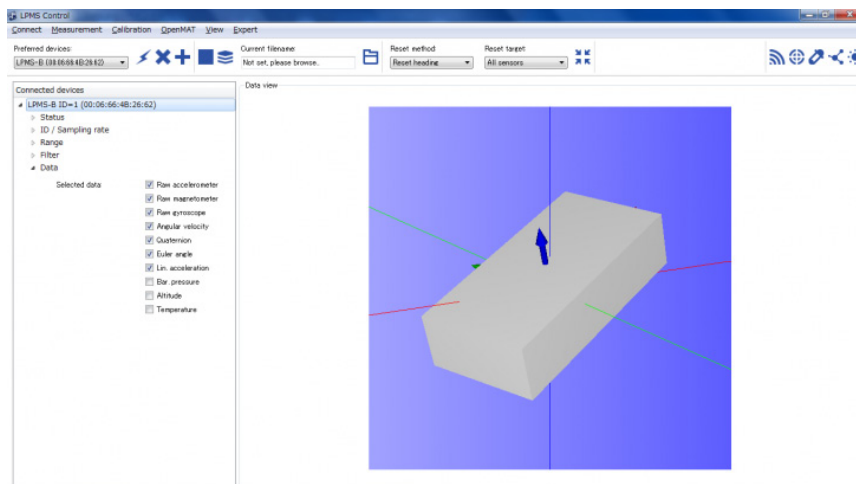 LPMS Control
Connect Measurement Calibration OpenMAT View Expert
Preferred devices:
LPMS-B (00:06:66:4B:26:62)
Current filename:
Not set, please browse..
Reset method:
Reset heading
Reset target:
All sensors
Connected devices
LPMS-B ID=1 (00:06:66:4B:26:62)
Status
ID / Sampling rate
Range
Filter
Data
Selected data:
Raw accelerometer
Raw magnetometer
Raw gyroscope
Angular velocity
Quaternion
Euler angle
Lin. acceleration
Bar. pressure
Altitude
Temperature
Data view